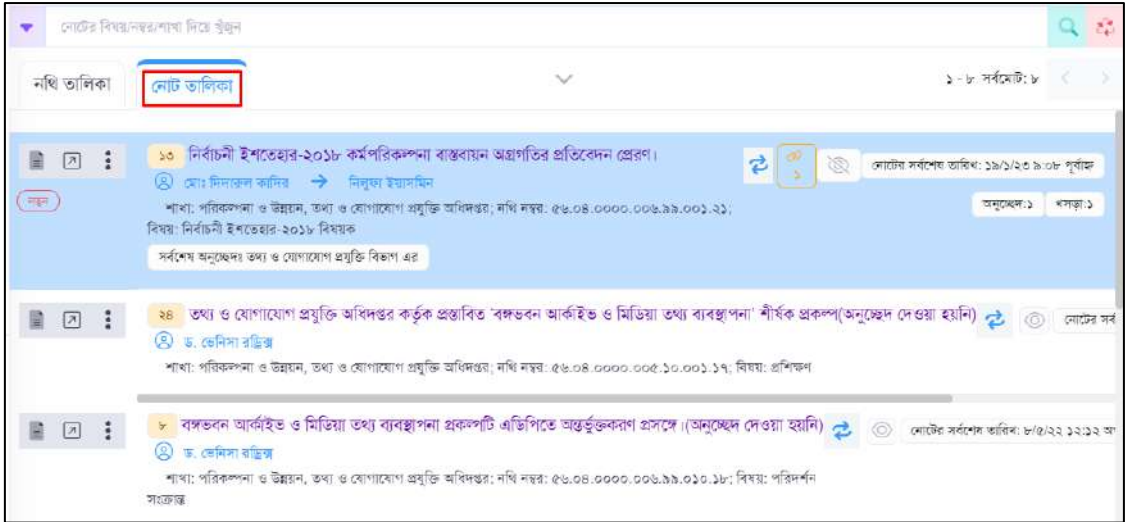 নোটের বিষয়/নম্বর/শাখা দিয়ে খুঁজুন
নথি তালিকা নোট তালিকা ১ - ৮ সর্বমোট: ৮
১৩ নির্বাচনী ইশতেহার-২০১৮ কর্মপরিকল্পনা বাস্তবায়ন অগ্রগতির প্রতিবেদন প্রেরণ।
১
নোটের সর্বশেষ তারিখ: ১৯/১/২৩ ৯:০৮ পূর্বাহ্ন
মোঃ দিদারুল কাদির → নিলুফা ইয়াসমিন
নতুন
শাখা: পরিকল্পনা ও উন্নয়ন, তথ্য ও যোগাযোগ প্রযুক্তি অধিদপ্তর; নথি নম্বর: ৫৬.০৪.০০০০.০০৬.৯৯.০০১.২১;
অনুচ্ছেদ:১ খসড়া:১
বিষয়: নির্বাচনী ইশতেহার-২০১৮ বিষয়ক
সর্বশেষ অনুচ্ছেদঃ তথ্য ও যোগাযোগ প্রযুক্তি বিভাগ এর
২৪ তথ্য ও যোগাযোগ প্রযুক্তি অধিদপ্তর কর্তৃক প্রস্তাবিত 'বঙ্গভবন আর্কাইভ ও মিডিয়া তথ্য ব্যবস্থাপনা' শীর্ষক প্রকল্প(অনুচ্ছেদ দেওয়া হয়নি) নোটের সর্ব
ড. ভেনিসা রড্রিক্স
শাখা: পরিকল্পনা ও উন্নয়ন, তথ্য ও যোগাযোগ প্রযুক্তি অধিদপ্তর; নথি নম্বর: ৫৬.০৪.০০০০.০০৫.১০.০০১.১৭; বিষয়: প্রশিক্ষণ
৮ বঙ্গভবন আর্কাইভ ও মিডিয়া তথ্য ব্যবস্থাপনা প্রকল্পটি এডিপিতে অন্তর্ভুক্তকরণ প্রসঙ্গে।(অনুচ্ছেদ দেওয়া হয়নি) নোটের সর্বশেষ তারিখ: ৮/৫/২২ ১২:১২ অপ
ড. ভেনিসা রড্রিক্স
শাখা: পরিকল্পনা ও উন্নয়ন, তথ্য ও যোগাযোগ প্রযুক্তি অধিদপ্তর; নথি নম্বর: ৫৬.০৪.০০০০.০০৬.৯৯.০১০.১৮; বিষয়: পরিদর্শন
সংক্রান্ত